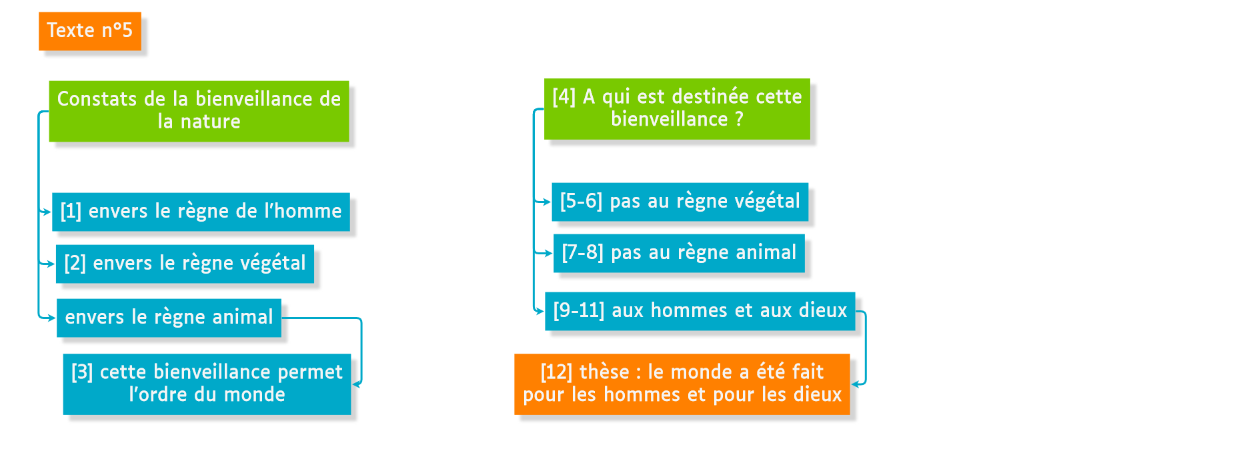 Texte n°5
Constats de la bienveillance de
la nature
[1] envers le règne de l'homme
[2] envers le règne végétal
envers le règne animal
[3] cette bienveillance permet
l'ordre du monde
[4] A qui est destinée cette
bienveillance ?
[5-6] pas au règne végétal
[7-8] pas au règne animal
[9-11] aux hommes et aux dieux
[12] thèse : le monde a été fait
pour les hommes et pour les dieux